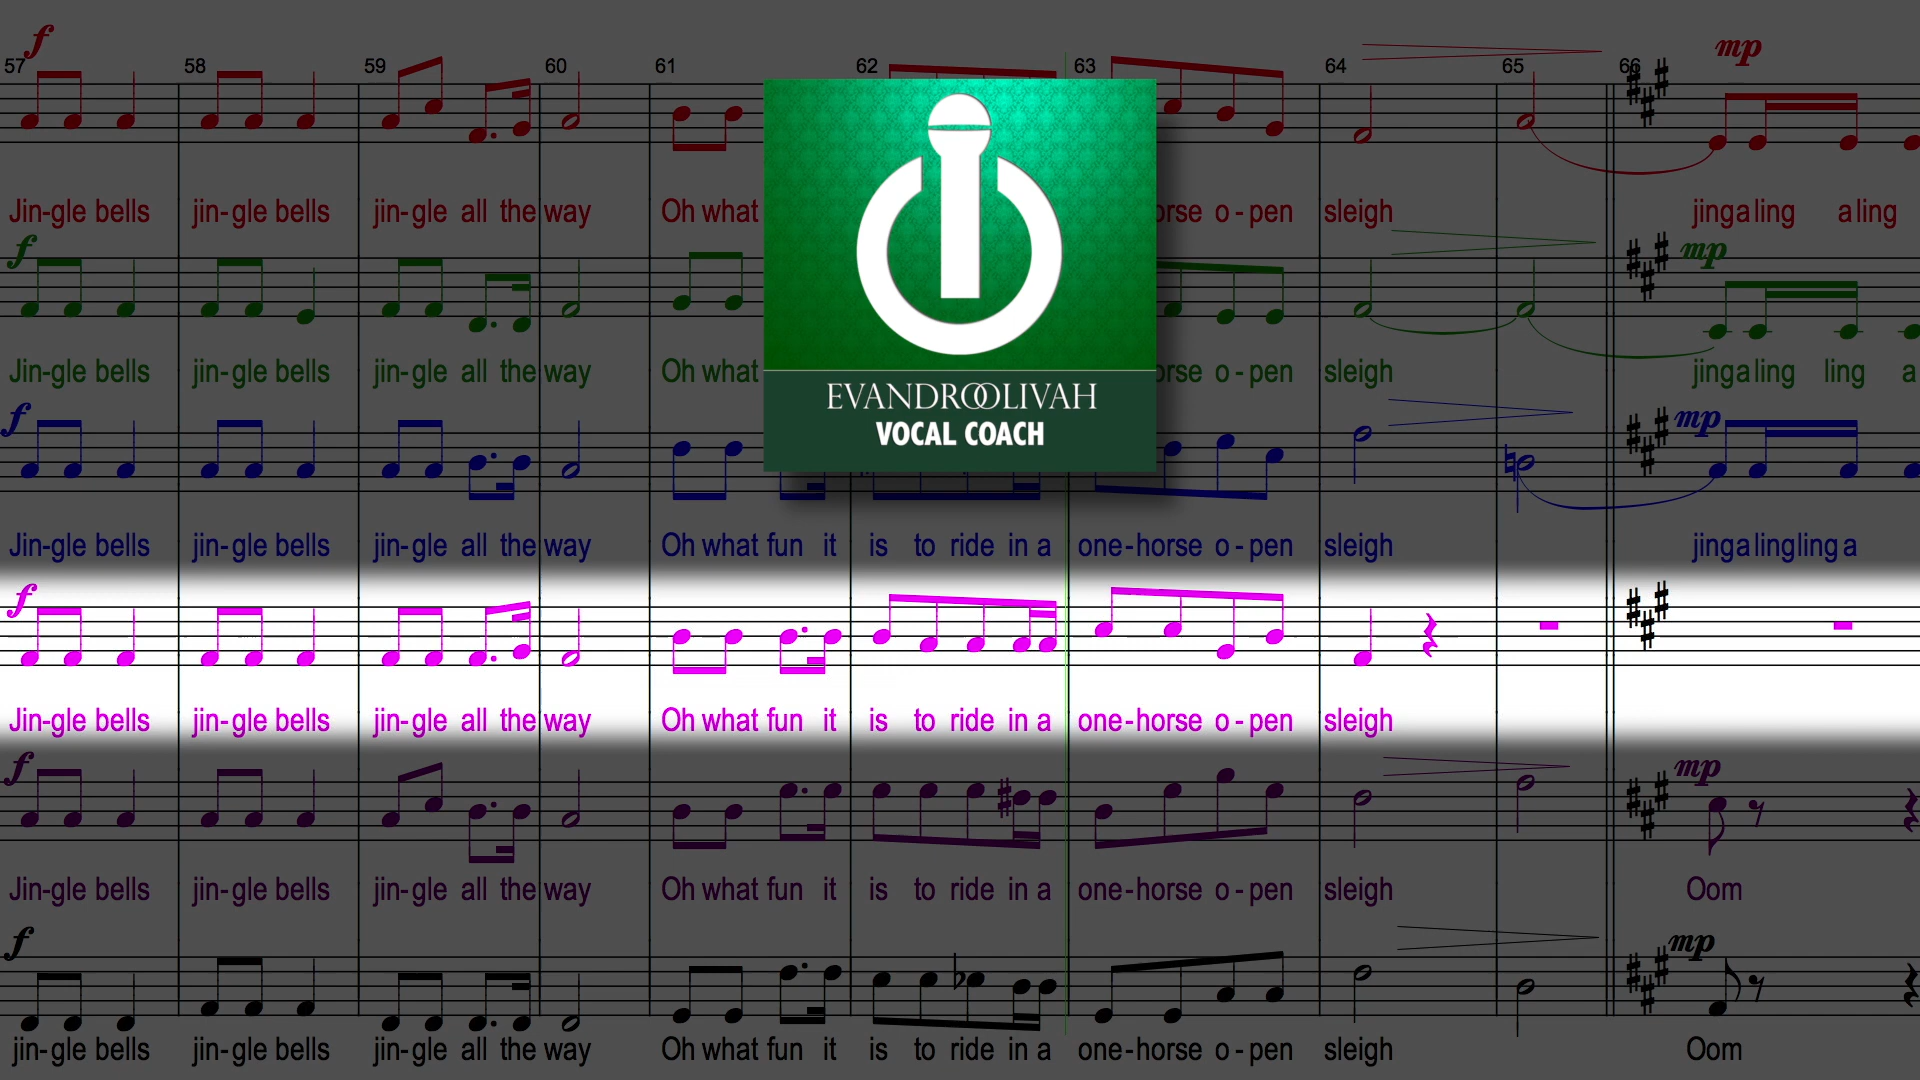 f mp
57 58 59 60 61 62 63 64 65 66
Jin-gle bells jin-gle bells jin-gle all the way Oh what orse o-pen sleigh jingaling aling
f mp
Jin-gle bells jin-gle bells jin-gle all the way Oh what orse o-pen sleigh jingaling ling a
EVANDROOLIVAH
VOCAL COACH
f mp
Jin-gle bells jin-gle bells jin-gle all the way Oh what fun it is to ride in a one-horse o-pen sleigh jingalingling a
f
Jin-gle bells jin-gle bells jin-gle all the way Oh what fun it is to ride in a one-horse o-pen sleigh
f mp
Jin-gle bells jin-gle bells jin-gle all the way Oh what fun it is to ride in a one-horse o-pen sleigh Oom
f mp
jin-gle bells jin-gle bells jin-gle all the way Oh what fun it is to ride in a one-horse o-pen sleigh Oom